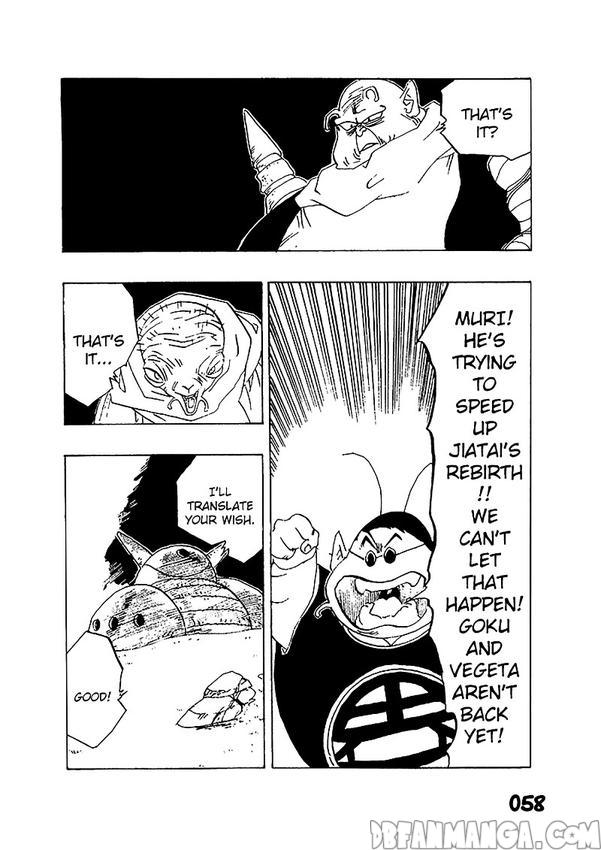 THAT'S
IT?
THAT'S
IT...
MURI!
HE'S
TRYING
TO
SPEED
UP
JIATAI'S
REBIRTH
!!
WE
CAN'T
LET
THAT
HAPPEN!
GOKU
AND
VEGETA
AREN'T
BACK
YET!
I'LL
TRANSLATE
YOUR WISH.
GOOD!
058
DBFANMANGA.COM